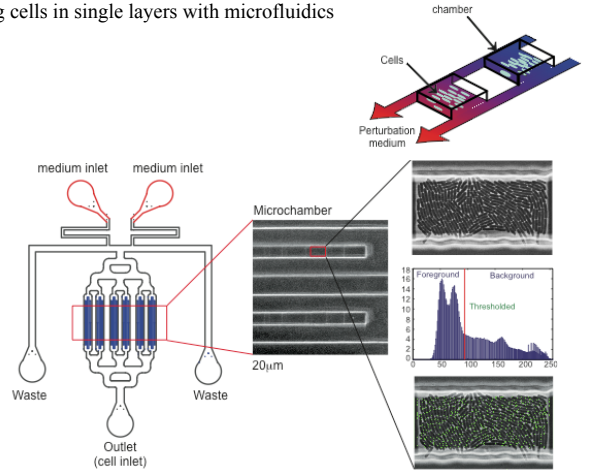 g cells in single layers with microfluidics
chamber
Cells
Perturbation
medium
medium inlet
medium inlet
Microchamber
20μm
Waste
Waste
Outlet
(cell inlet)
18
16
14
12
10
8
6
4
2
0
Foreground
Background
Thresholded
0
50
100
150
200
250